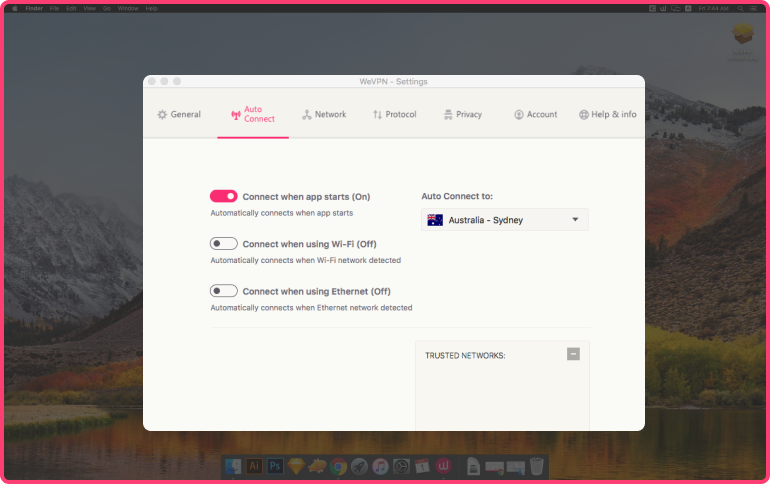 Finder File Edit View Go Window Help
Fri 7:44 AM
WeVPN - Settings
General
Auto
Connect
Network
Protocol
Privacy
Account
Help & info
Connect when app starts (On)
Automatically connects when app starts
Auto Connect to:
Australia - Sydney
Connect when using Wi-Fi (Off)
Automatically connects when Wi-Fi network detected
Connect when using Ethernet (Off)
Automatically connects when Ethernet network detected
TRUSTED NETWORKS:
Ai
Ps